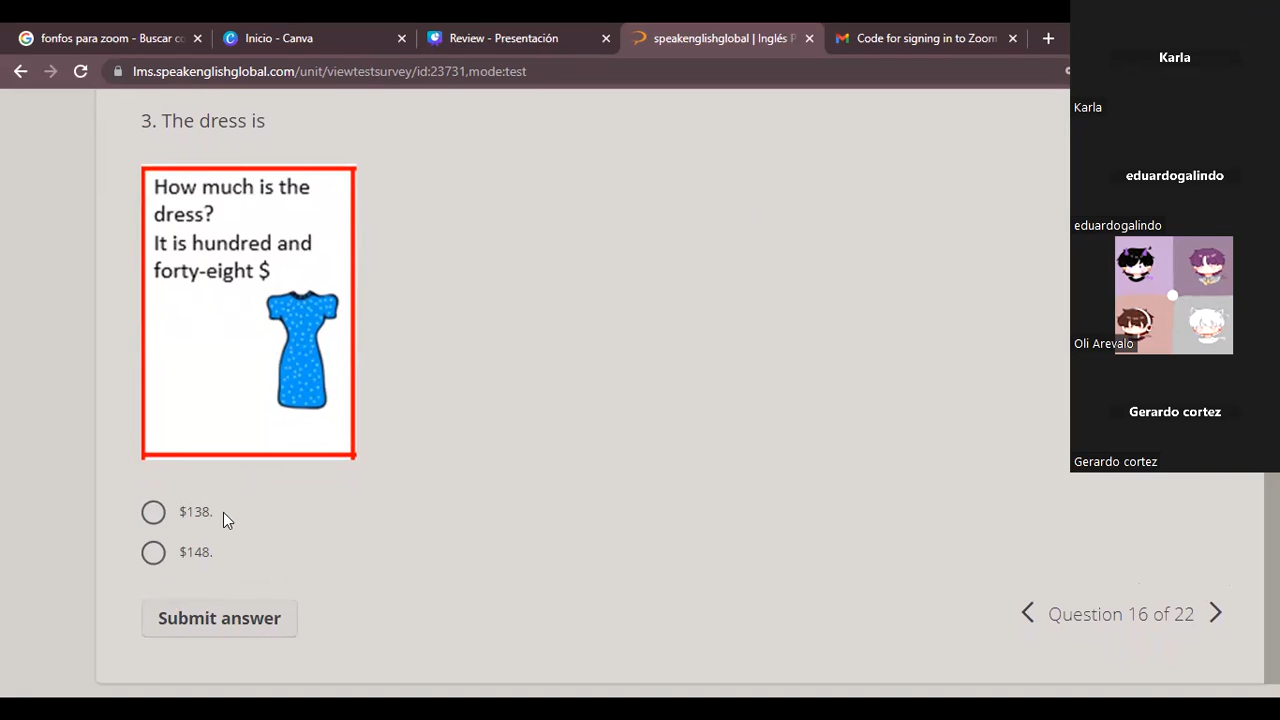 fonfos para zoom - Buscar co
Inicio - Canva
Review - Presentación
speakenglishglobal | Inglés P
Code for signing in to Zoom
lms.speakenglishglobal.com/unit/viewtestsurvey/id:23731,mode:test
Karla
Karla
eduardogalindo
eduardogalindo
Oli Arevalo
Gerardo cortez
Gerardo cortez
3. The dress is
How much is the
dress?
It is hundred and
forty-eight $
$138.
$148.
Submit answer
Question 16 of 22